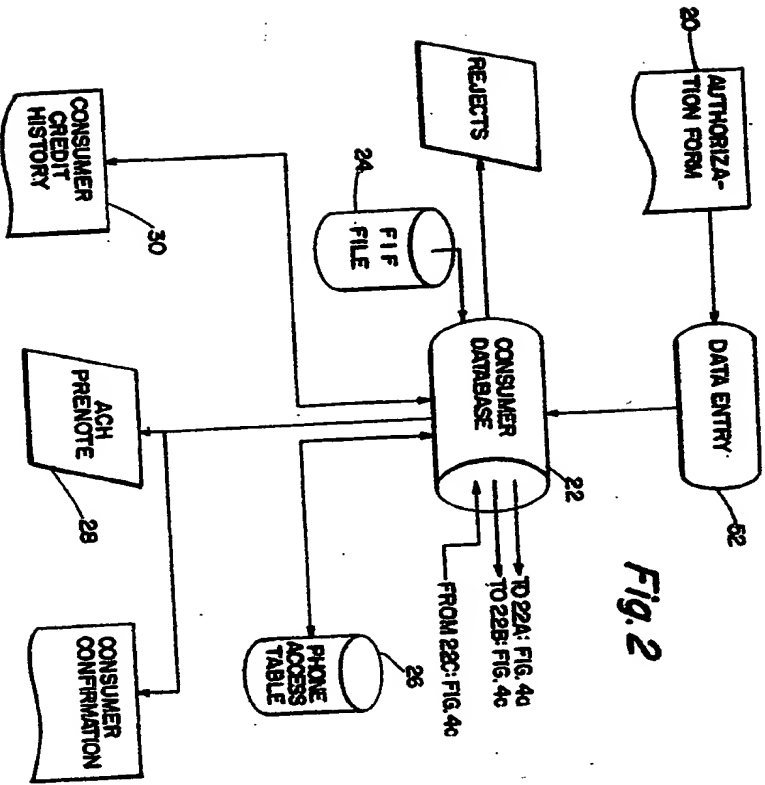 20
AUTHORIZA-
TION FORM
DATA ENTRY
52
Fig. 2
REJECTS
24
FIF
FILE
CONSUMER
DATABASE
22
TO 22A: FIG. 4c
TO 22B: FIG. 4c
FROM 22C: FIG. 4c
CONSUMER
CREDIT
HISTORY
30
ACH
PRENOTE
28
PHONE
ACCESS
TABLE
26
CONSUMER
CONFIRMATION